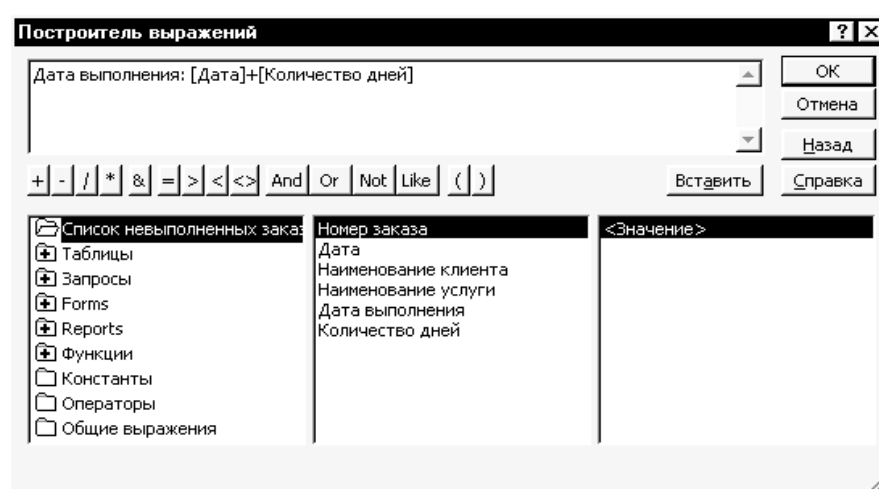 Построитель выражений
? X
Дата выполнения: [Дата]+[Количество дней]
OK
Отмена
Назад
+ - / * & = > < <> And Or Not Like ( ) Вставить Справка
Список невыполненных заказ
Таблицы
Запросы
Forms
Reports
Функции
Константы
Операторы
Общие выражения
Номер заказа
Дата
Наименование клиента
Наименование услуги
Дата выполнения
Количество дней
<Значение>